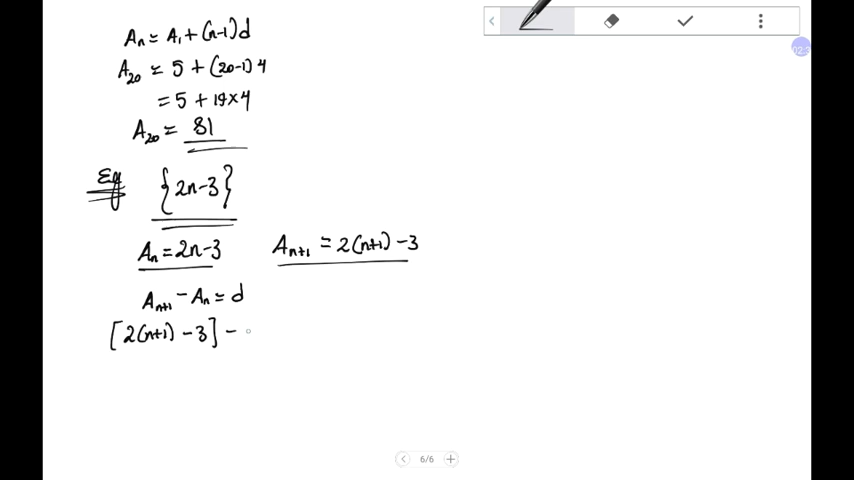 Aₙ = A₁ + (n-1)d
A₂₀ = 5 + (20-1)4
= 5 + 19×4
A₂₀ = 81
Eg {2n-3}
Aₙ = 2n-3 Aₙ₊₁ = 2(n+1) -3
Aₙ₊₁ - Aₙ = d
[2(n+1) -3] -
6/6